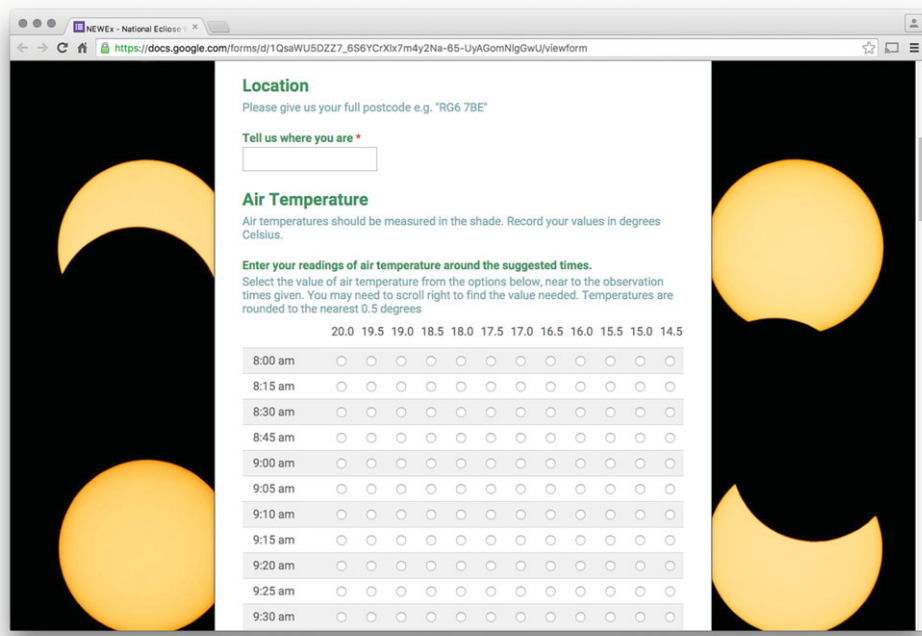 NEWEx - National Eclipse
https://docs.google.com/forms/d/1QsaWU5DZZ7_6S6YCrXlx7m4y2Na-65-UyAGomNlgGwU/viewform
Location
Please give us your full postcode e.g. "RG6 7BE"
Tell us where you are *
Air Temperature
Air temperatures should be measured in the shade. Record your values in degrees
Celsius.
Enter your readings of air temperature around the suggested times.
Select the value of air temperature from the options below, near to the observation
times given. You may need to scroll right to find the value needed. Temperatures are
rounded to the nearest 0.5 degrees
20.0 19.5 19.0 18.5 18.0 17.5 17.0 16.5 16.0 15.5 15.0 14.5
8:00 am
8:15 am
8:30 am
8:45 am
9:00 am
9:05 am
9:10 am
9:15 am
9:20 am
9:25 am
9:30 am